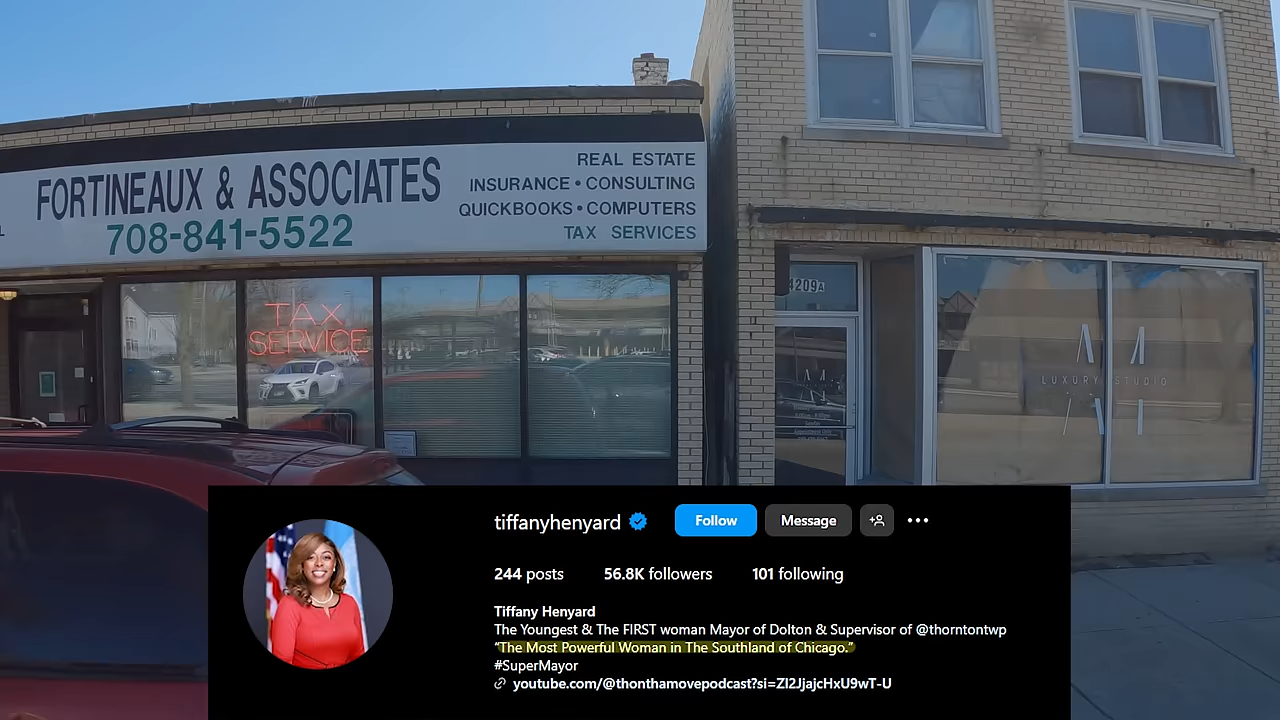 FORTINEAUX & ASSOCIATES
708-841-5522
REAL ESTATE
INSURANCE • CONSULTING
QUICKBOOKS • COMPUTERS
TAX SERVICES
TAX
SERVICE
4209A
LUXURY STUDIO
tiffanyhenyard
Follow
Message
244 posts
56.8K followers
101 following
Tiffany Henyard
The Youngest & The FIRST woman Mayor of Dolton & Supervisor of @thorntontwp
“The Most Powerful Woman in The Southland of Chicago.”
#SuperMayor
youtube.com/@thonthamovepodcast?si=ZI2JjajcHxU9wT-U